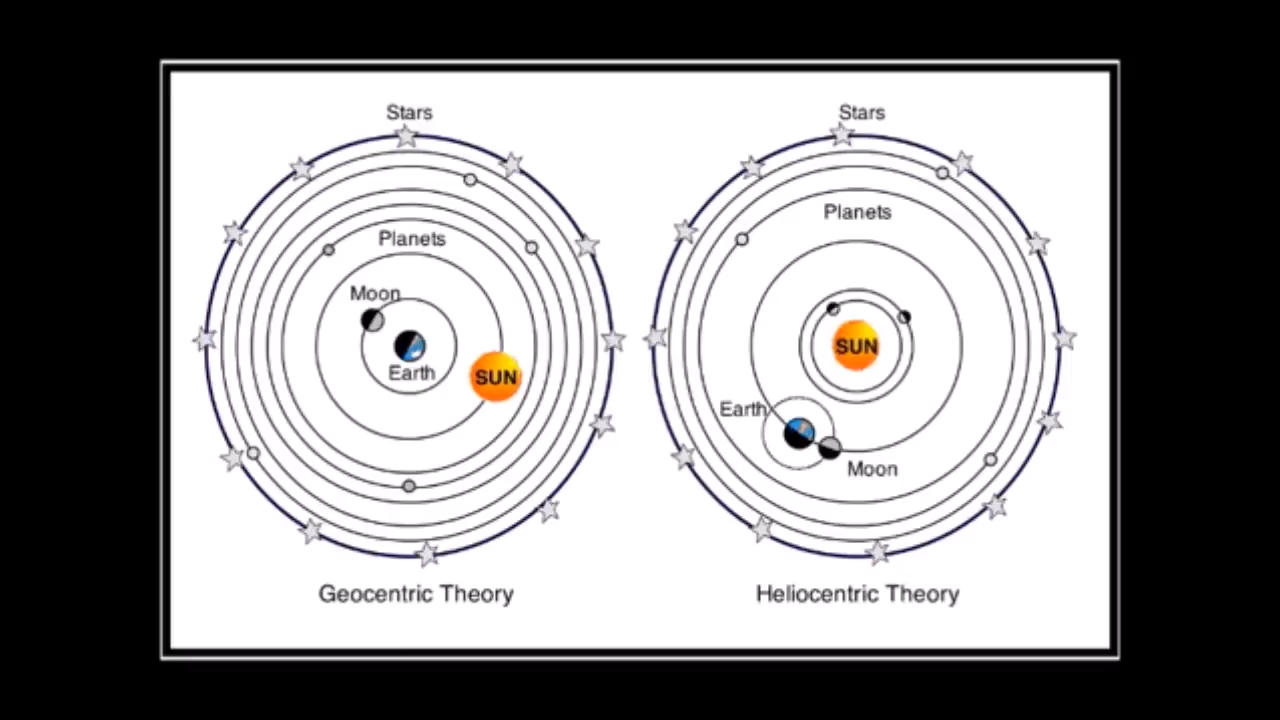 Stars
Planets
Moon
Earth
SUN
Geocentric Theory
Stars
Planets
SUN
Earth
Moon
Heliocentric Theory